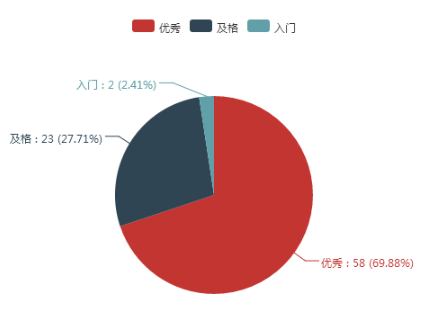 优秀 及格 入门
入门 : 2 (2.41%)
及格 : 23 (27.71%)
优秀 : 58 (69.88%)